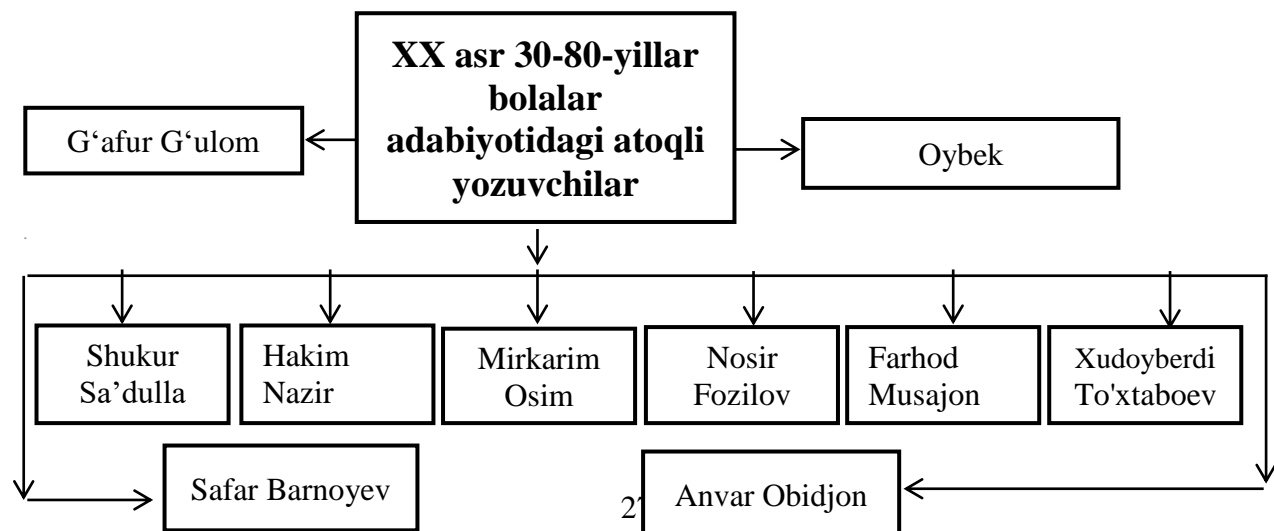 XX asr 30-80-yillar
bolalar
adabiyotidagi atoqli
yozuvchilar
G‘afur G‘ulom
Oybek
Shukur
Sa’dulla
Hakim
Nazir
Mirkarim
Osim
Nosir
Fozilov
Farhod
Musajon
Xudoyberdi
To'xtaboev
Safar Barnoyev
Anvar Obidjon